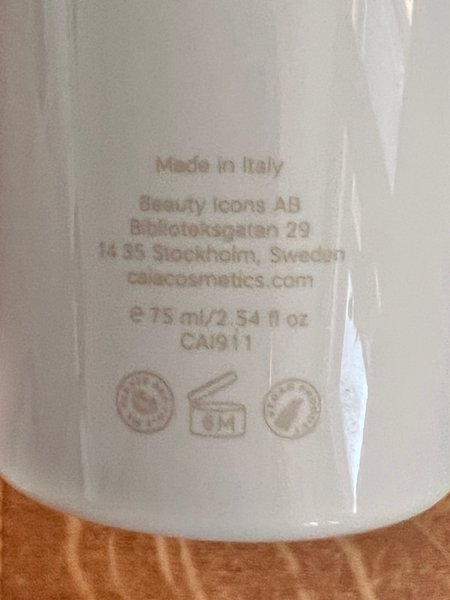 Made in Italy
Beauty Icons AB
Biblioteksgatan 29
14 35 Stockholm, Sweden
caiacosmetics.com
e 75 ml/2.54 fl oz
CAI911
6M